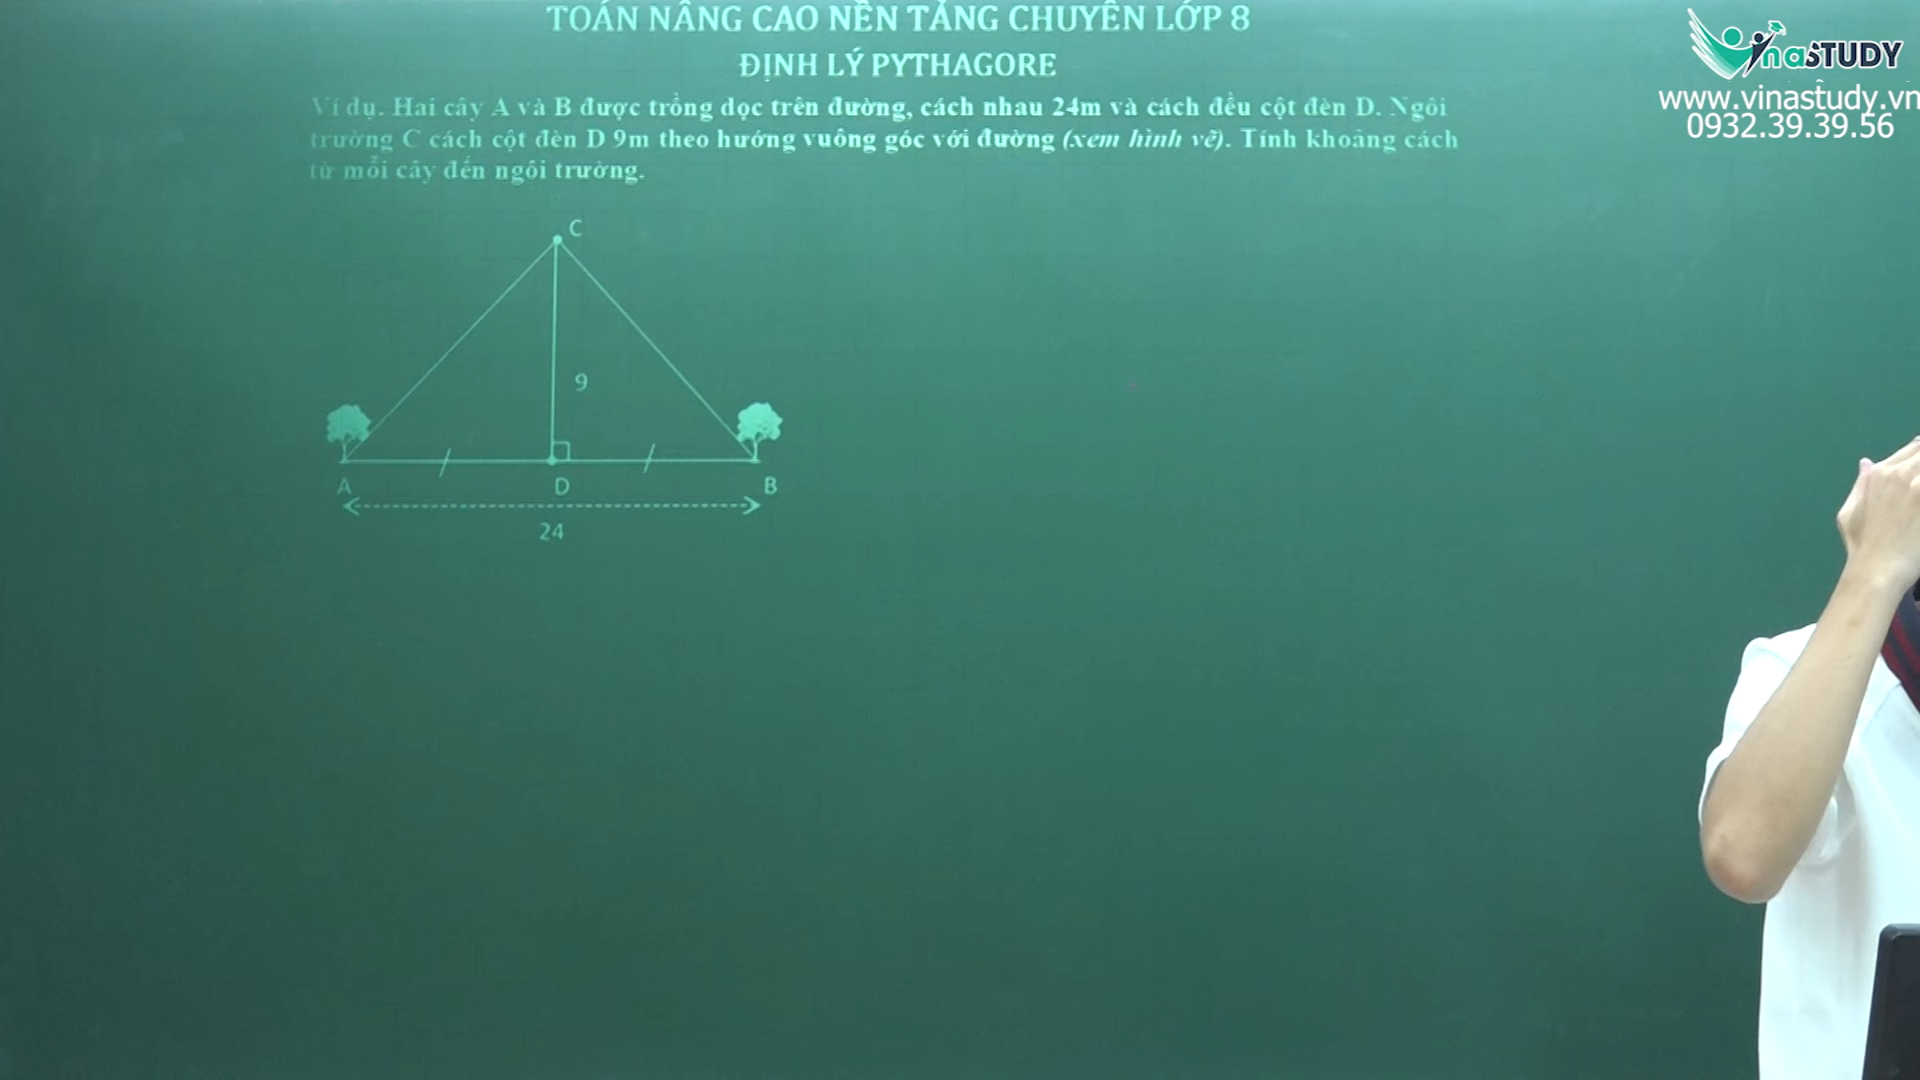 TOÁN NÂNG CAO NỀN TẢNG CHUYÊN LỚP 8
ĐỊNH LÝ PYTHAGORE
Ví dụ. Hai cây A và B được trồng dọc trên đường, cách nhau 24m và cách đều cột đèn D. Ngôi
trường C cách cột đèn D 9m theo hướng vuông góc với đường (xem hình vẽ). Tính khoảng cách
từ mỗi cây đến ngôi trường.
C
9
A D B
24
VinaSTUDY
www.vinastudy.vn
0932.39.39.56